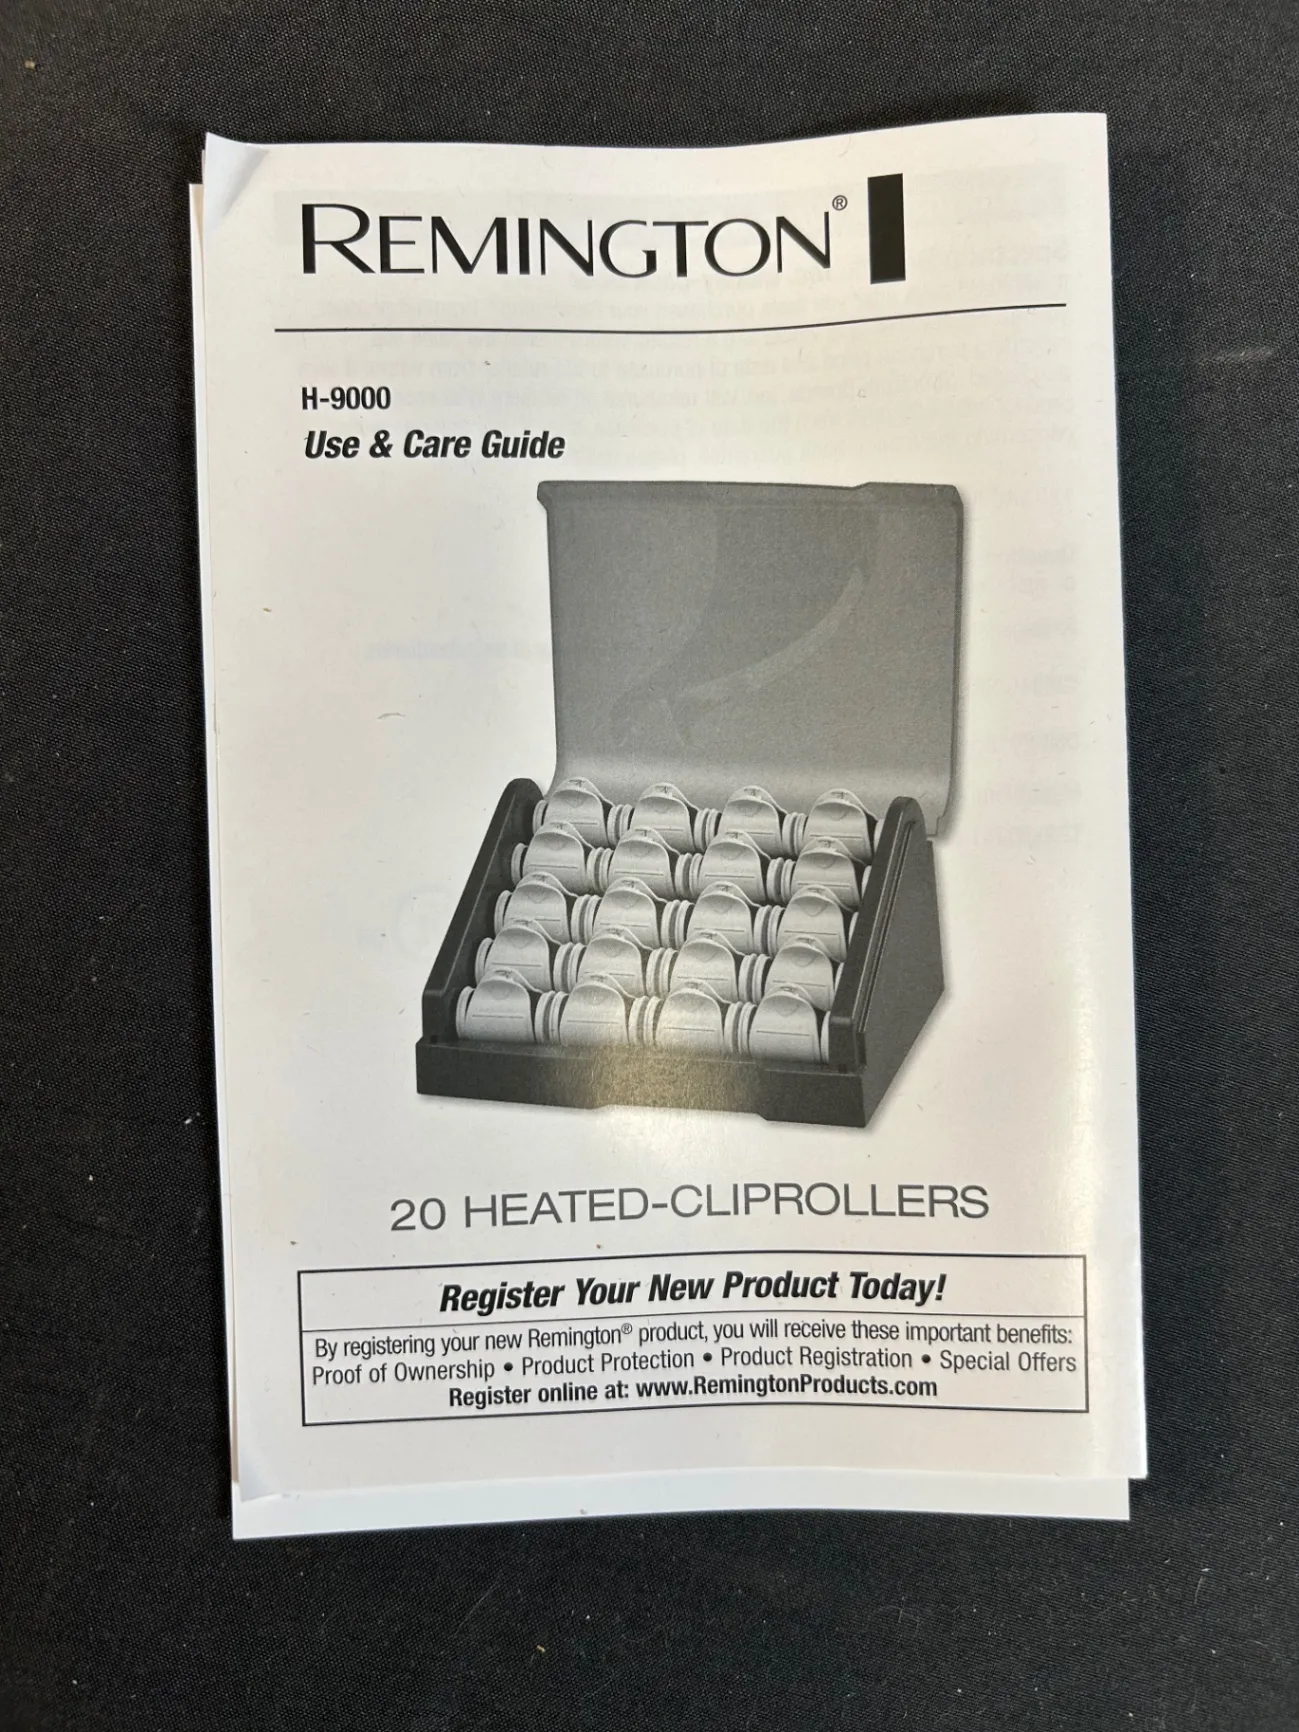 REMINGTON®
H-9000
Use & Care Guide
20 HEATED-CLIPROLLERS
Register Your New Product Today!
By registering your new Remington® product, you will receive these important benefits:
Proof of Ownership • Product Protection • Product Registration • Special Offers
Register online at: www.RemingtonProducts.com